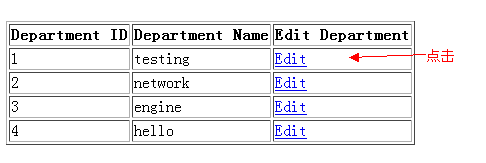 Department ID Department Name Edit Department
1 testing Edit 点击
2 network Edit
3 engine Edit
4 hello Edit